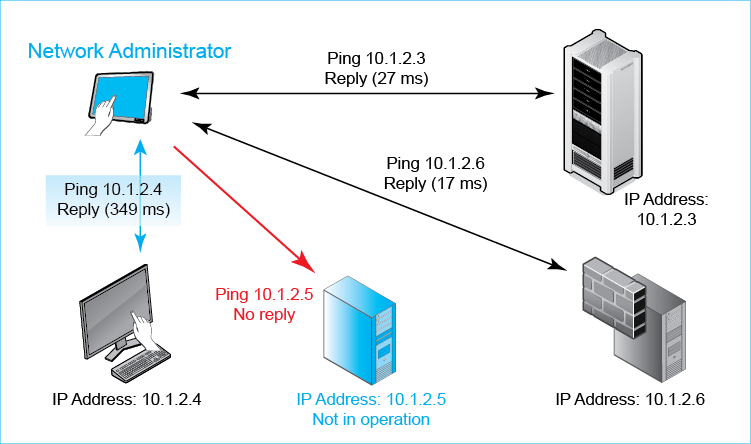 Network Administrator
Ping 10.1.2.3
Reply (27 ms)
Ping 10.1.2.6
Reply (17 ms)
Ping 10.1.2.4
Reply (349 ms)
IP Address:
10.1.2.3
Ping 10.1.2.5
No reply
IP Address: 10.1.2.4
IP Address: 10.1.2.5
Not in operation
IP Address: 10.1.2.6